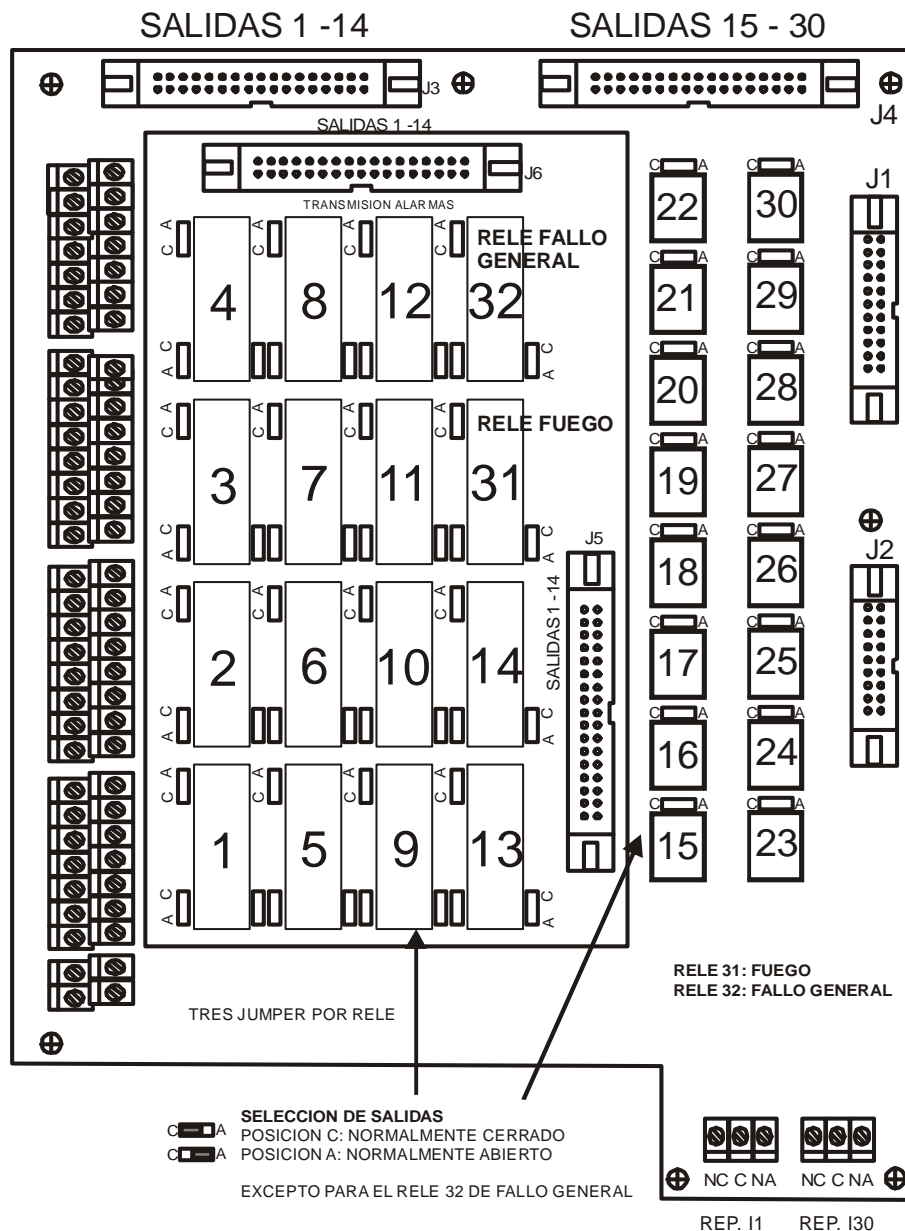 SALIDAS 1 -14 SALIDAS 15 - 30
J3
J4
SALIDAS 1 -14
J6
TRANSMISION ALARMAS
J1
C A C A
22 30
A A A A
C C C C
RELE FALLO
GENERAL
4 8 12 32
C A C A
21 29
C C
A A
C A C A
20 28
A A A A
C C C C
RELE FUEGO
3 7 11 31
C A C A
19 27
C C
A A
J5
J2
C A C A
18 26
A A A A
C C C C
SALIDAS 1 -14
2 6 10 14
C A C A
17 25
C C
A A
C A C A
16 24
A A A A
C C C C
1 5 9 13
C A C A
15 23
C C
A A
RELE 31: FUEGO
RELE 32: FALLO GENERAL
TRES JUMPER POR RELE
SELECCION DE SALIDAS
C A POSICION C: NORMALMENTE CERRADO
C A POSICION A: NORMALMENTE ABIERTO
EXCEPTO PARA EL RELE 32 DE FALLO GENERAL
NC C NA NC C NA
REP. I1 REP. I30